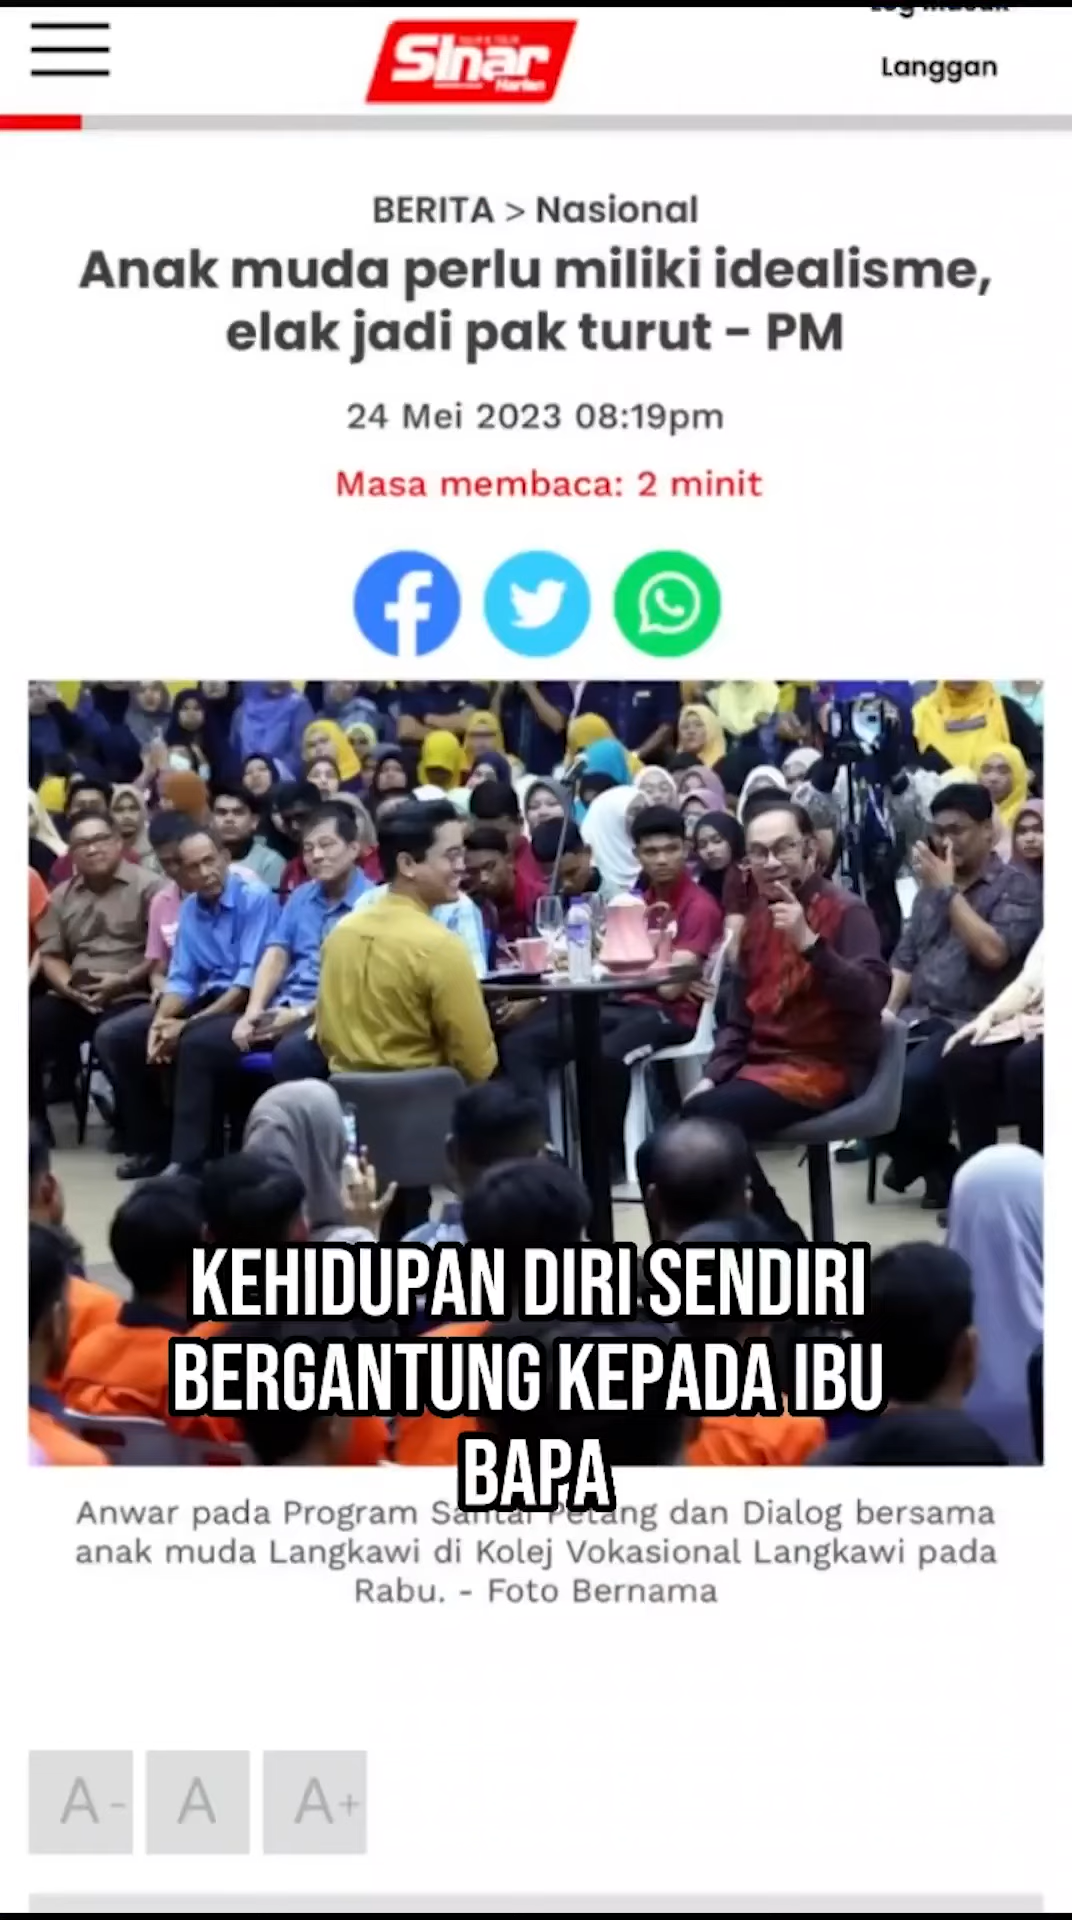 Langgan
Sinar
Harian
BERITA > Nasional
Anak muda perlu miliki idealisme,
elak jadi pak turut - PM
24 Mei 2023 08:19pm
Masa membaca: 2 minit
KEHIDUPAN DIRI SENDIRI
BERGANTUNG KEPADA IBU
BAPA
Anwar pada Program Santai Petang dan Dialog bersama
anak muda Langkawi di Kolej Vokasional Langkawi pada
Rabu. - Foto Bernama
A- A A+